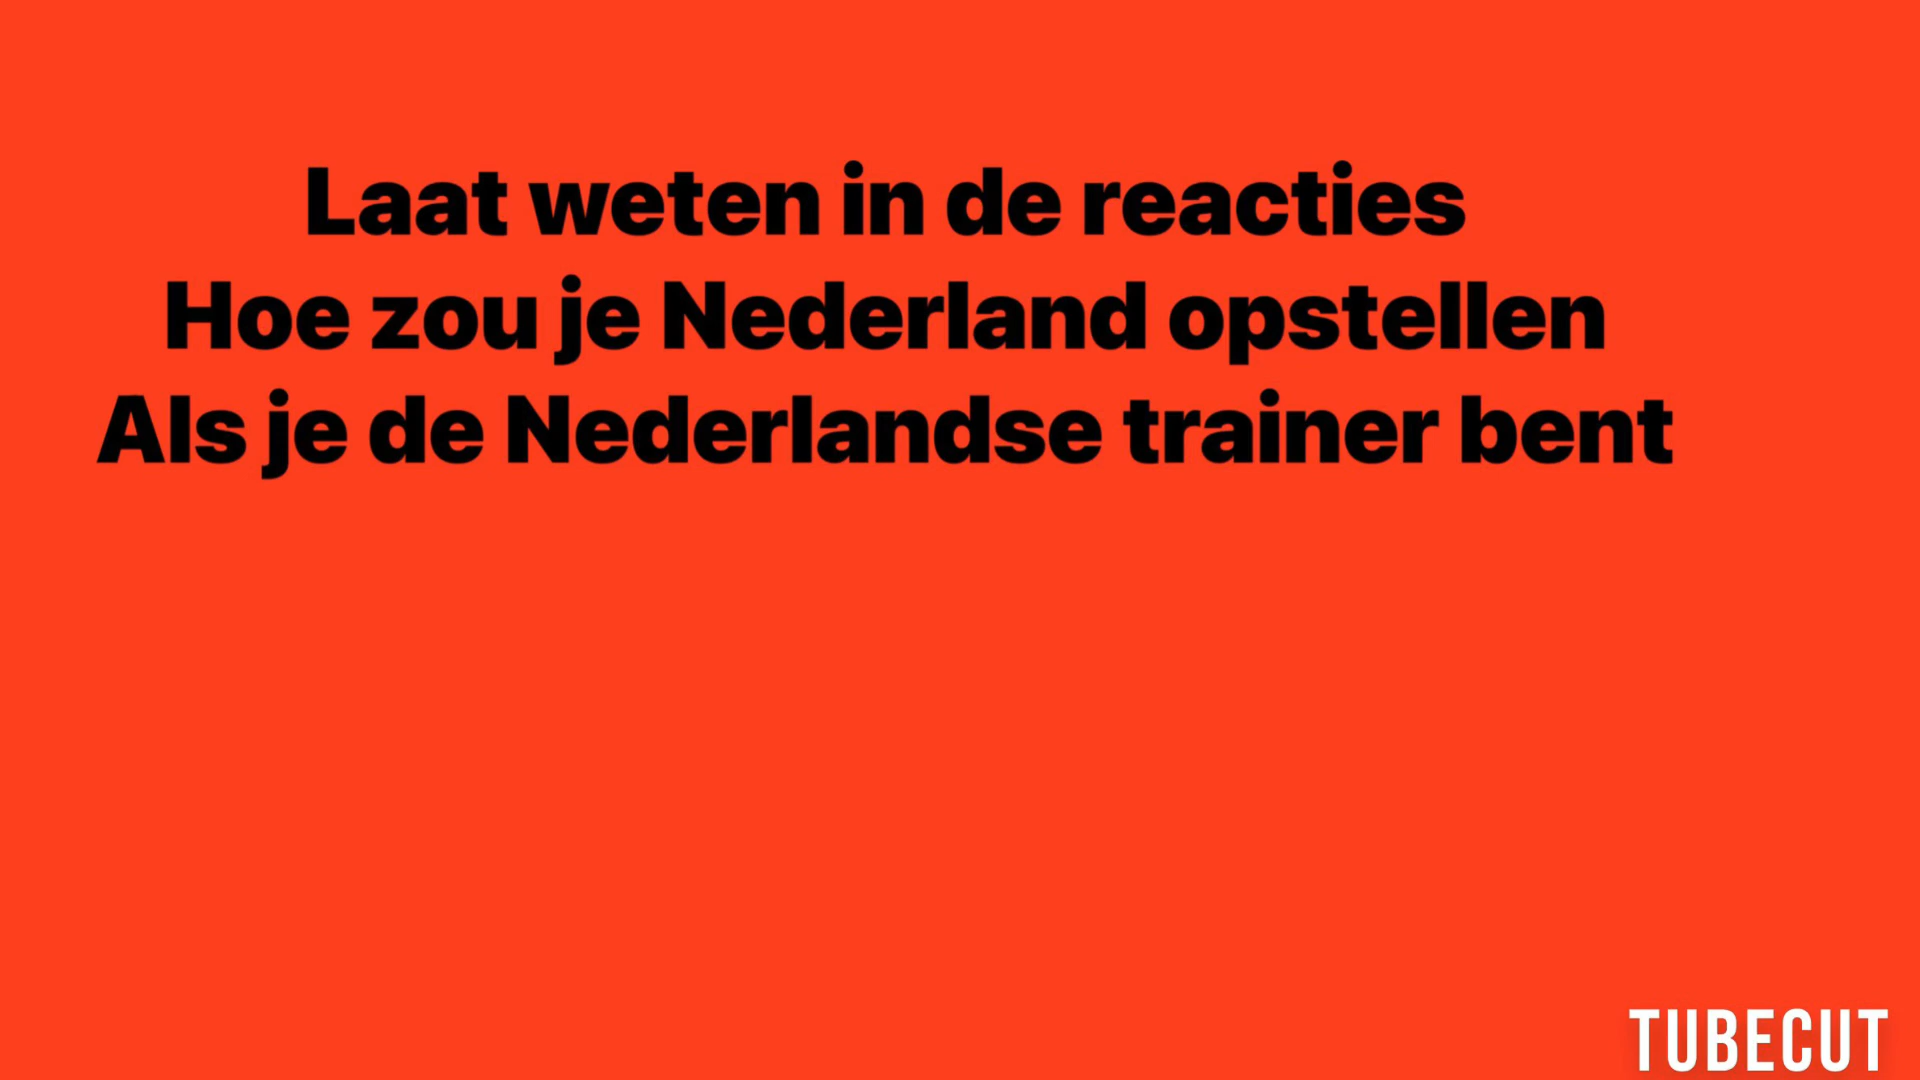 Laat weten in de reacties
Hoe zou je Nederland opstellen
Als je de Nederlandse trainer bent
TUBECUT